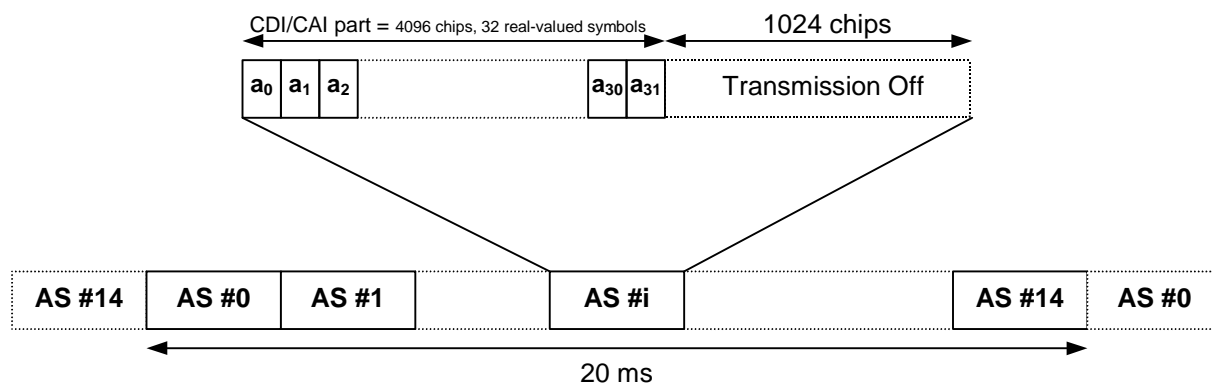 CDI/CAI part = 4096 chips, 32 real-valued symbols 1024 chips
a0 a1 a2 a30 a31 Transmission Off
AS #14 AS #0 AS #1 AS #i AS #14 AS #0
20 ms